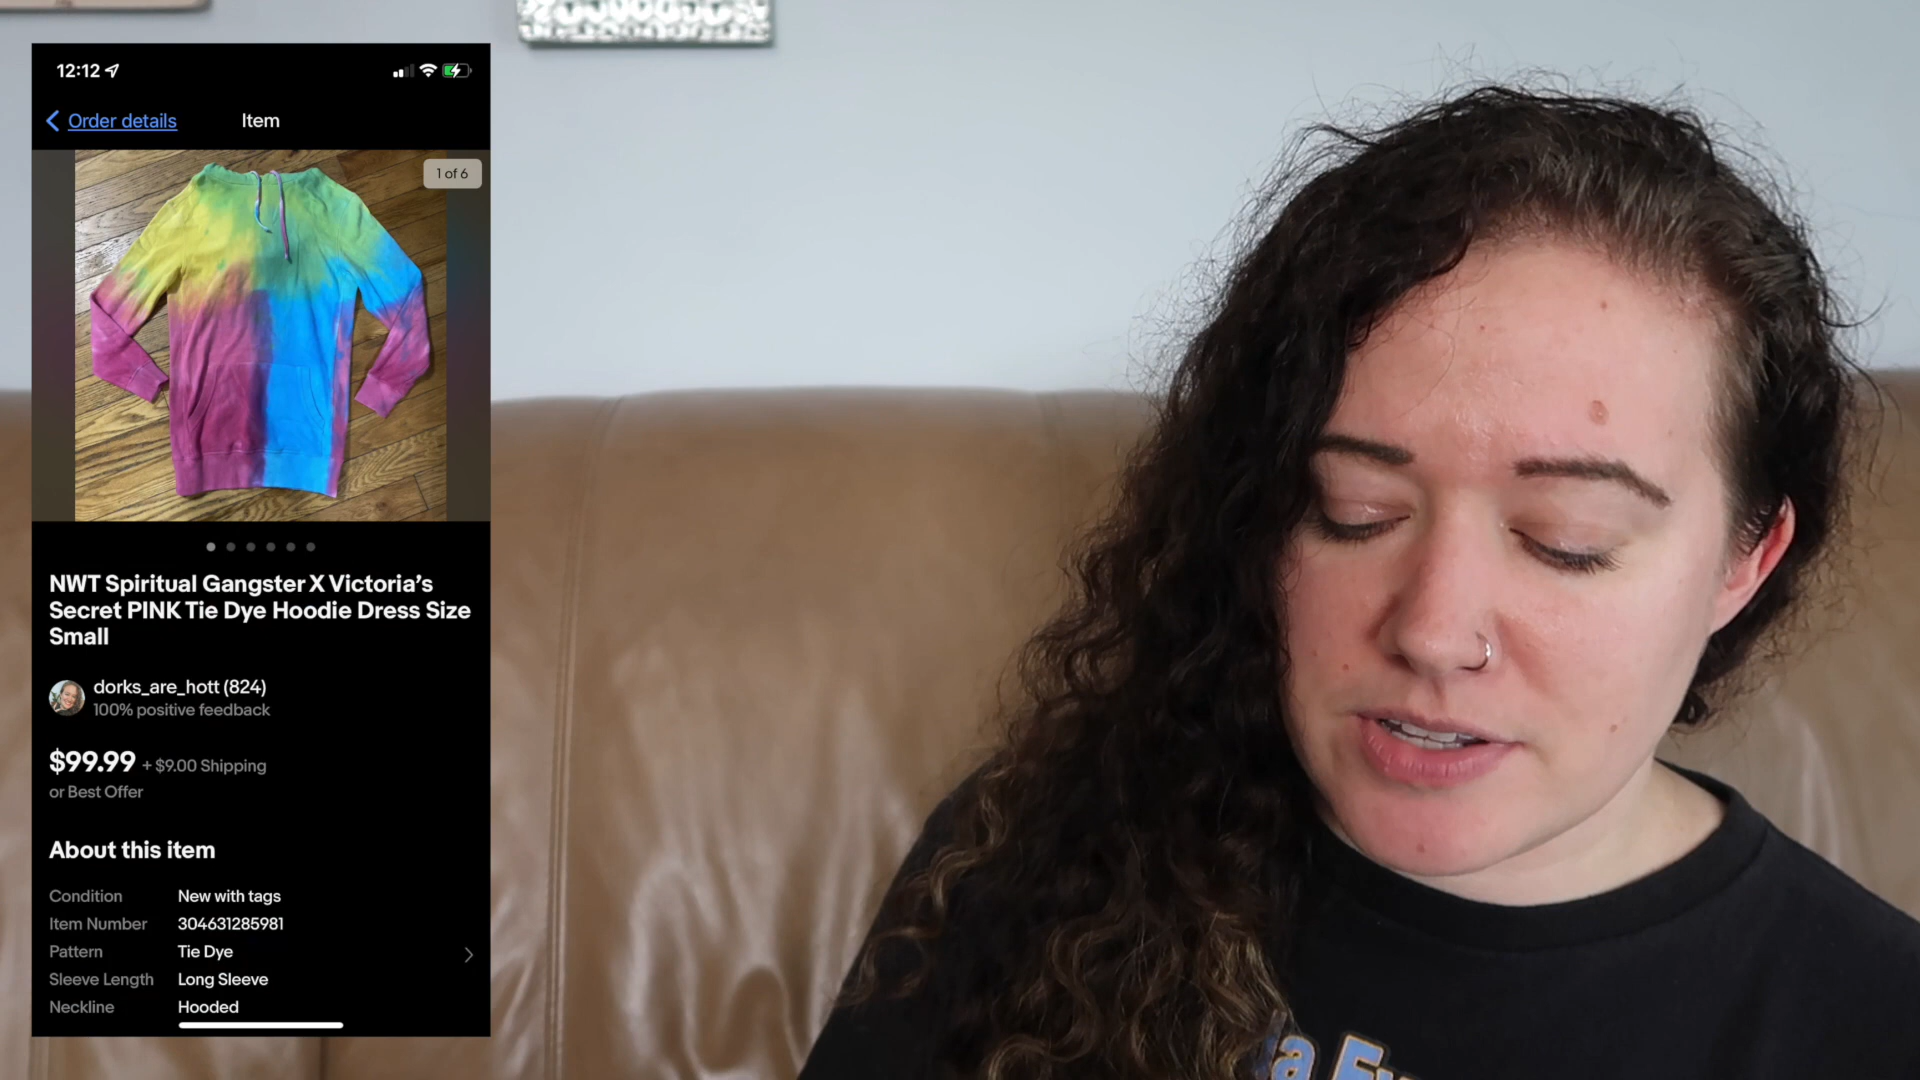 12:12
Order details
Item
1 of 6
NWT Spiritual Gangster X Victoria’s
Secret PINK Tie Dye Hoodie Dress Size
Small
dorks_are_hott (824)
100% positive feedback
$99.99 + $9.00 Shipping
or Best Offer
About this item
Condition New with tags
Item Number 304631285981
Pattern Tie Dye
Sleeve Length Long Sleeve
Neckline Hooded